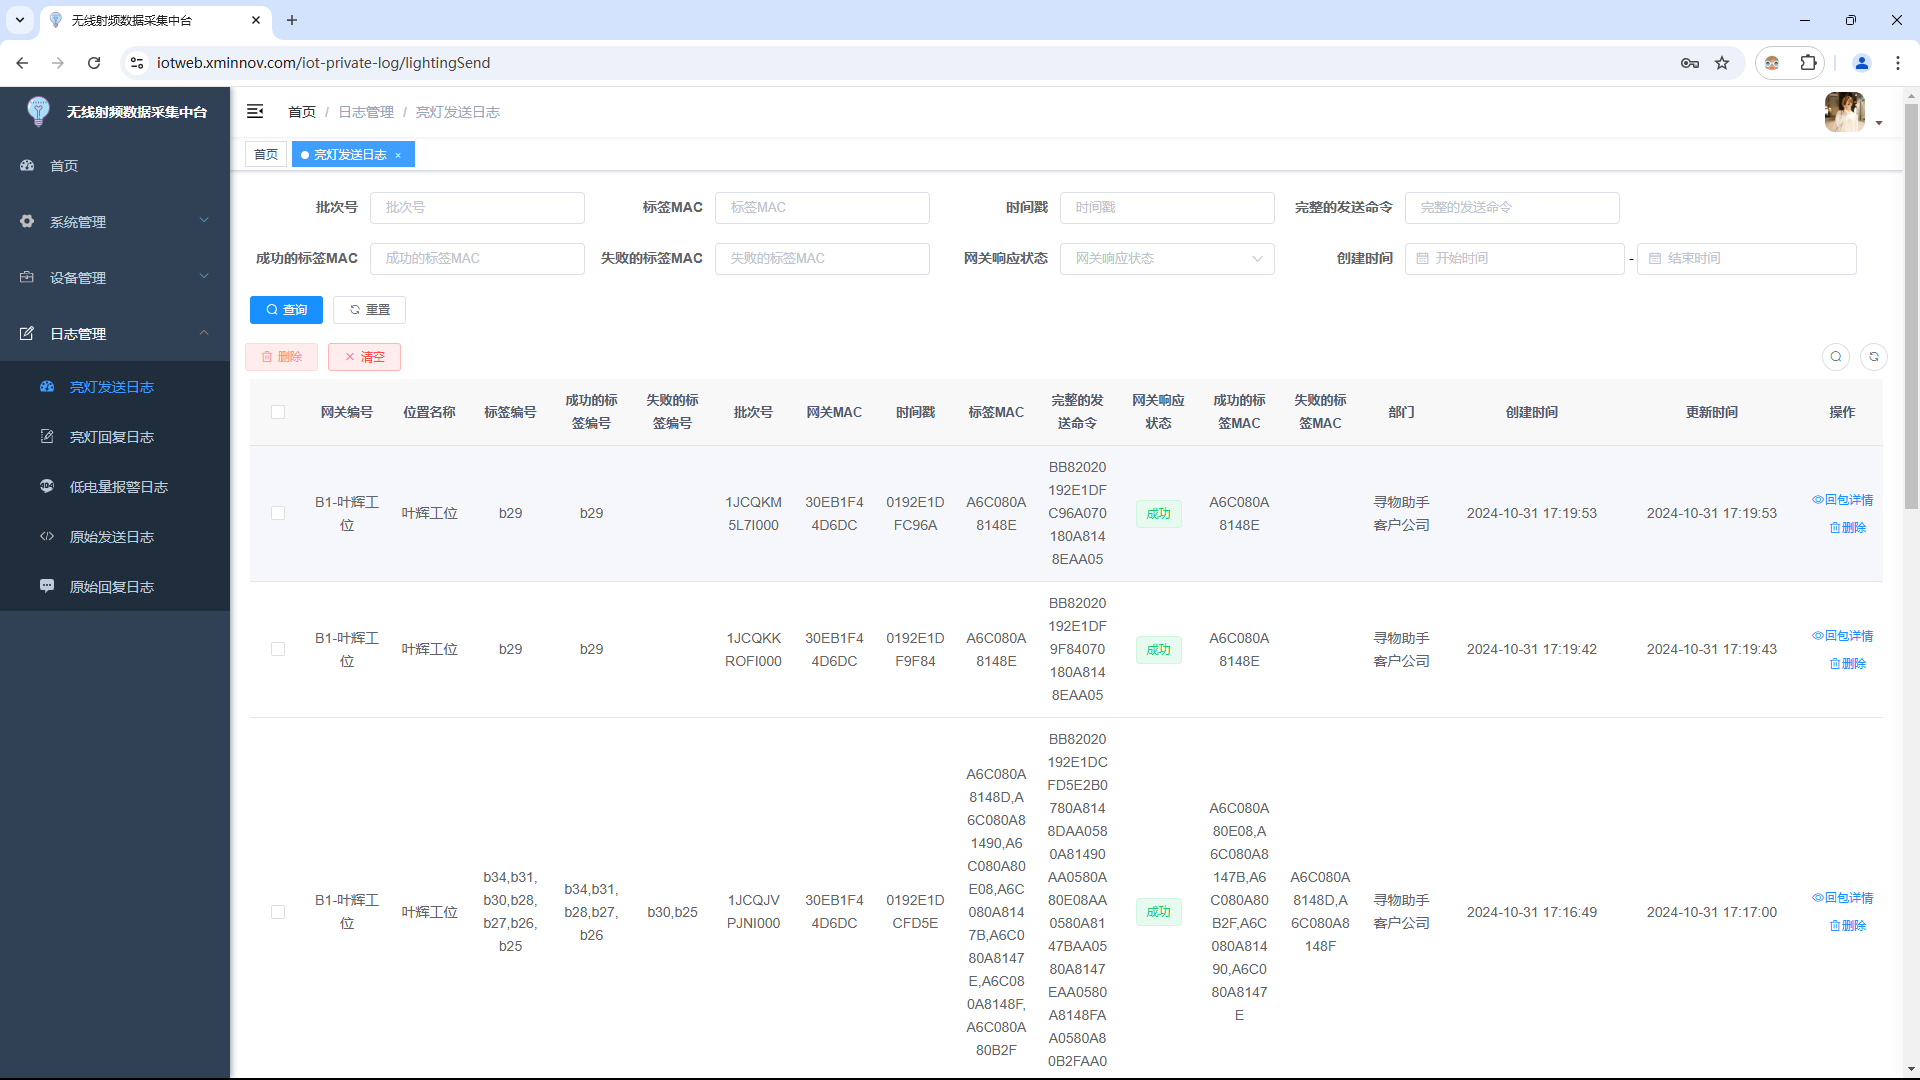 无线射频数据采集中台
iotweb.xminnov.com/iot-private-log/lightingSend
无线射频数据采集中台
首页
系统管理
设备管理
日志管理
亮灯发送日志
亮灯回复日志
低电量报警日志
原始发送日志
原始回复日志
首页 / 日志管理 / 亮灯发送日志
首页
亮灯发送日志
批次号 批次号 标签MAC 标签MAC 时间戳 时间戳 完整的发送命令 完整的发送命令
成功的标签MAC 成功的标签MAC 失败的标签MAC 失败的标签MAC 网关响应状态 网关响应状态 创建时间 开始时间 - 结束时间
查询 重置
删除 清空
网关编号 位置名称 标签编号 成功的标签编号 失败的标签编号 批次号 网关MAC 时间戳 标签MAC 完整的发送命令 网关响应状态 成功的标签MAC 失败的标签MAC 部门 创建时间 更新时间 操作
B1-叶辉工位 叶辉工位 b29 b29 1JCQKM5L7I000 30EB1F44D6DC 0192E1DFC96A A6C080A8148E BB82020192E1DFC96A070180A8148EAA05 成功 A6C080A8148E 寻物助手客户公司 2024-10-31 17:19:53 2024-10-31 17:19:53 回包详情 删除
B1-叶辉工位 叶辉工位 b29 b29 1JCQKKROFI000 30EB1F44D6DC 0192E1DF9F84 A6C080A8148E BB82020192E1DF9F84070180A8148EAA05 成功 A6C080A8148E 寻物助手客户公司 2024-10-31 17:19:42 2024-10-31 17:19:43 回包详情 删除
B1-叶辉工位 叶辉工位 b34,b31,b30,b28,b27,b26,b25 b34,b31,b28,b27,b26 b30,b25 1JCQJVPJNI000 30EB1F44D6DC 0192E1DCFD5E A6C080A8148D,A6C080A81490,A6C080A80E08,A6C080A8147B,A6C080A8147E,A6C080A8148F,A6C080A80B2F BB82020192E1DCFD5E2B0780A8148DAA0580A81490AA0580A80E08AA0580A8147BAA0580A8147EAA0580A8148FAA0580A80B2FAA0 成功 A6C080A80E08,A6C080A8147B,A6C080A80B2F,A6C080A81490,A6C080A8147E A6C080A8148D,A6C080A8148F 寻物助手客户公司 2024-10-31 17:16:49 2024-10-31 17:17:00 回包详情 删除